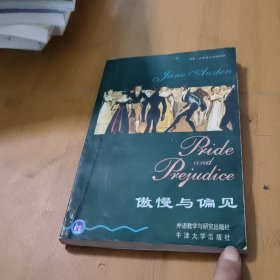 Jane Austen
Pride
and
Prejudice
傲慢与偏见
外语教学与研究出版社
牛津大学出版社